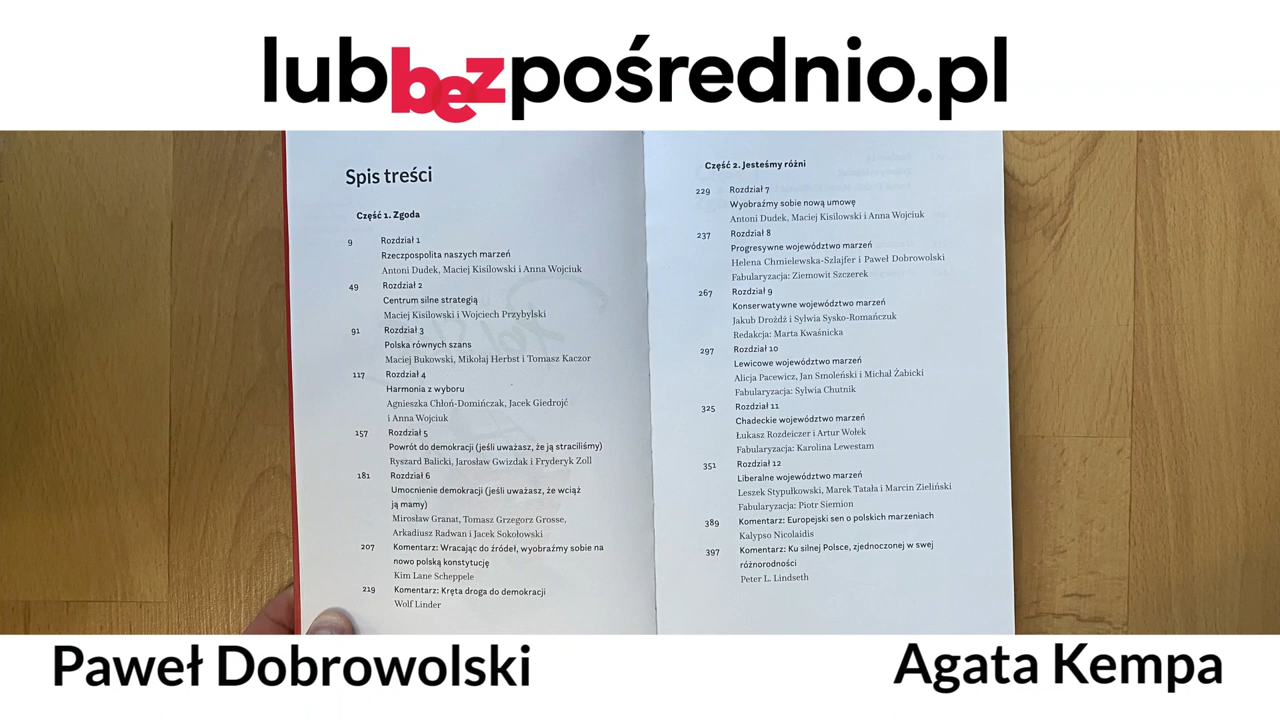 lubbezpośrednio.pl
Spis treści
Część 1. Zgoda
9 Rozdział 1
Rzeczpospolita naszych marzeń
Antoni Dudek, Maciej Kisilowski i Anna Wojciuk
49 Rozdział 2
Centrum silne strategią
Maciej Kisilowski i Wojciech Przybylski
91 Rozdział 3
Polska równych szans
Maciej Bukowski, Mikołaj Herbst i Tomasz Kaczor
117 Rozdział 4
Harmonia z wyboru
Agnieszka Chłoń-Domińczak, Jacek Giedrojć
i Anna Wojciuk
157 Rozdział 5
Powrót do demokracji (jeśli uważasz, że ją straciliśmy)
Ryszard Balicki, Jarosław Gwizdak i Fryderyk Zoll
181 Rozdział 6
Umocnienie demokracji (jeśli uważasz, że wciąż
ją mamy)
Mirosław Granat, Tomasz Grzegorz Grosse,
Arkadiusz Radwan i Jacek Sokołowski
207 Komentarz: Wracając do źródeł, wyobraźmy sobie na
nowo polską konstytucję
Kim Lane Scheppele
219 Komentarz: Kręta droga do demokracji
Wolf Linder
Część 2. Jesteśmy różni
229 Rozdział 7
Wyobraźmy sobie nową umowę
Antoni Dudek, Maciej Kisilowski i Anna Wojciuk
237 Rozdział 8
Progresywne województwo marzeń
Helena Chmielewska-Szlajfer i Paweł Dobrowolski
Fabularyzacja: Ziemowit Szczerek
267 Rozdział 9
Konserwatywne województwo marzeń
Jakub Drożdż i Sylwia Sysko-Romańczuk
Redakcja: Marta Kwaśnicka
297 Rozdział 10
Lewicowe województwo marzeń
Alicja Pacewicz, Jan Smoleński i Michał Żabicki
Fabularyzacja: Sylwia Chutnik
325 Rozdział 11
Chadeckie województwo marzeń
Łukasz Rozdeiczer i Artur Wołek
Fabularyzacja: Karolina Lewestam
351 Rozdział 12
Liberalne województwo marzeń
Leszek Stypułkowski, Marek Tatała i Marcin Zieliński
Fabularyzacja: Piotr Siemion
389 Komentarz: Europejski sen o polskich marzeniach
Kalypso Nicolaidis
397 Komentarz: Ku silnej Polsce, zjednoczonej w swej
różnorodności
Peter L. Lindseth
Paweł Dobrowolski
Agata Kempa